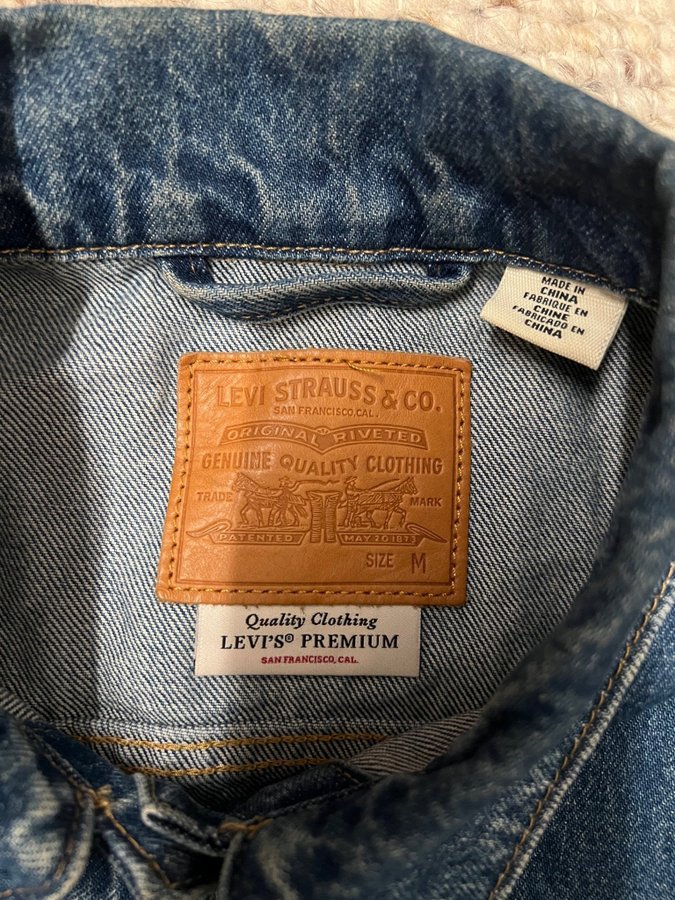 MADE IN
CHINA
FABRIQUE EN
CHINE
FABRICADO EN
CHINA
LEVI STRAUSS & CO.
SAN FRANCISCO, CAL.
ORIGINAL RIVETED
GENUINE QUALITY CLOTHING
TRADE MARK
PATENTED MAY 20 1873
SIZE M
Quality Clothing
LEVI'S® PREMIUM
SAN FRANCISCO, CAL.